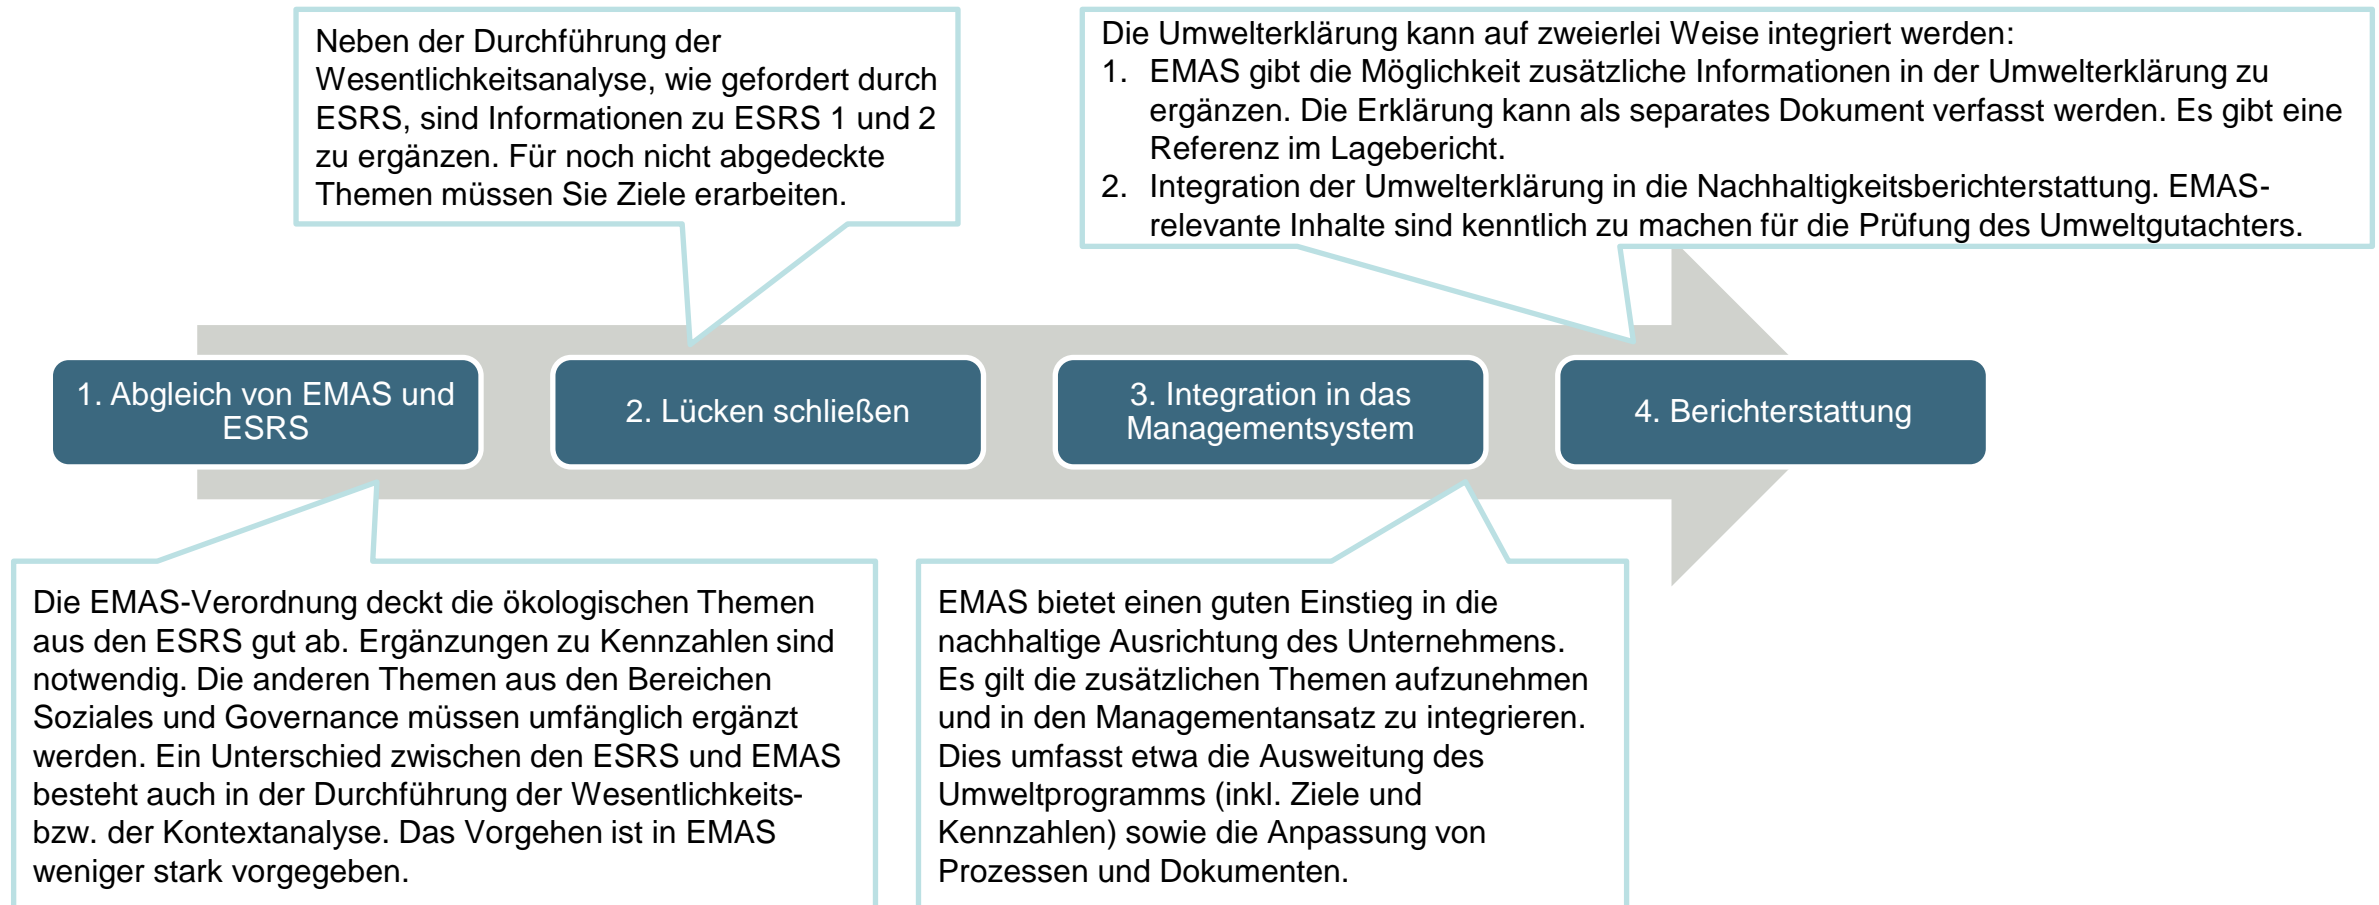 Neben der Durchführung der
Wesentlichkeitsanalyse, wie gefordert durch
ESRS, sind Informationen zu ESRS 1 und 2
zu ergänzen. Für noch nicht abgedeckte
Themen müssen Sie Ziele erarbeiten.
Die Umwelterklärung kann auf zweierlei Weise integriert werden:
1. EMAS gibt die Möglichkeit zusätzliche Informationen in der Umwelterklärung zu
ergänzen. Die Erklärung kann als separates Dokument verfasst werden. Es gibt eine
Referenz im Lagebericht.
2. Integration der Umwelterklärung in die Nachhaltigkeitsberichterstattung. EMAS-
relevante Inhalte sind kenntlich zu machen für die Prüfung des Umweltgutachters.
1. Abgleich von EMAS und
ESRS
2. Lücken schließen
3. Integration in das
Managementsystem
4. Berichterstattung
Die EMAS-Verordnung deckt die ökologischen Themen
aus den ESRS gut ab. Ergänzungen zu Kennzahlen sind
notwendig. Die anderen Themen aus den Bereichen
Soziales und Governance müssen umfänglich ergänzt
werden. Ein Unterschied zwischen den ESRS und EMAS
besteht auch in der Durchführung der Wesentlichkeits-
bzw. der Kontextanalyse. Das Vorgehen ist in EMAS
weniger stark vorgegeben.
EMAS bietet einen guten Einstieg in die
nachhaltige Ausrichtung des Unternehmens.
Es gilt die zusätzlichen Themen aufzunehmen
und in den Managementansatz zu integrieren.
Dies umfasst etwa die Ausweitung des
Umweltprogramms (inkl. Ziele und
Kennzahlen) sowie die Anpassung von
Prozessen und Dokumenten.